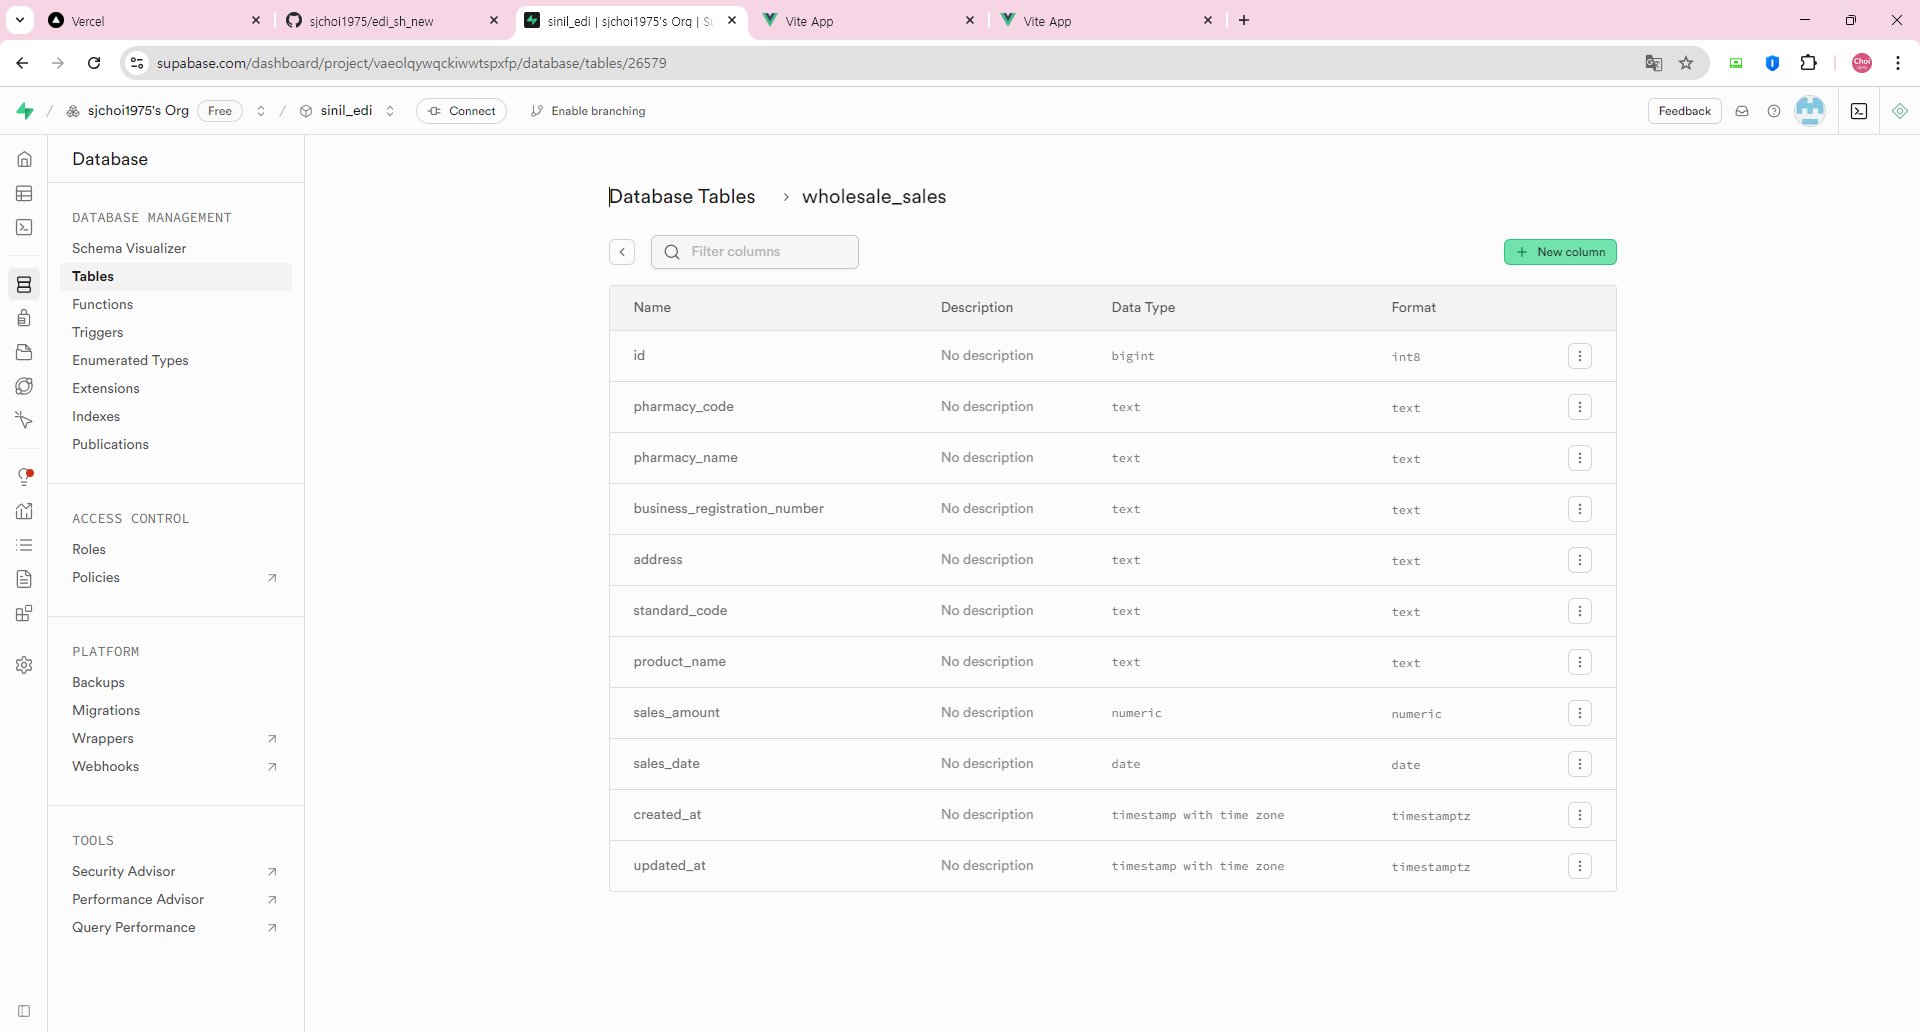 Vercel
sjchoi1975/edi_sh_new
sinil_edi | sjchoi1975's Org | Su
Vite App
Vite App
supabase.com/dashboard/project/vaeolqywqckiwwtspxfp/database/tables/26579
Choi
sjchoi1975's Org
Free
sinil_edi
Connect
Enable branching
Feedback
Database
DATABASE MANAGEMENT
Schema Visualizer
Tables
Functions
Triggers
Enumerated Types
Extensions
Indexes
Publications
ACCESS CONTROL
Roles
Policies
PLATFORM
Backups
Migrations
Wrappers
Webhooks
TOOLS
Security Advisor
Performance Advisor
Query Performance
Database Tables > wholesale_sales
Filter columns
New column
Name Description Data Type Format
id No description bigint int8
pharmacy_code No description text text
pharmacy_name No description text text
business_registration_number No description text text
address No description text text
standard_code No description text text
product_name No description text text
sales_amount No description numeric numeric
sales_date No description date date
created_at No description timestamp with time zone timestamptz
updated_at No description timestamp with time zone timestamptz